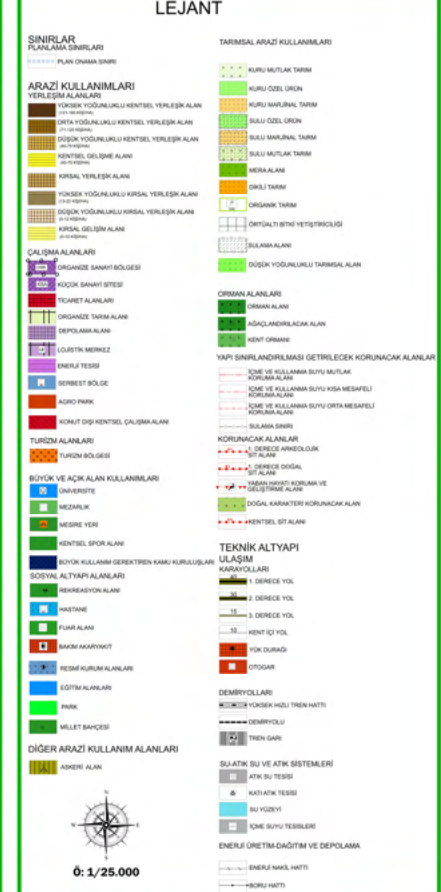 LEJANT
SINIRLAR
PLANLAMA SINIRLARI
PLAN ONAMA SINIRI
ARAZİ KULLANIMLARI
YERLEŞİM ALANLARI
YÜKSEK YOĞUNLUKLU KENTSEL YERLEŞİK ALAN
ORTA YOĞUNLUKLU KENTSEL YERLEŞİK ALAN
DÜŞÜK YOĞUNLUKLU KENTSEL YERLEŞİK ALAN
KENTSEL GELİŞME ALANI
KIRSAL YERLEŞİK ALAN
YÜKSEK YOĞUNLUKLU KIRSAL YERLEŞİK ALAN
DÜŞÜK YOĞUNLUKLU KIRSAL YERLEŞİK ALAN
KIRSAL GELİŞİM ALANI
ÇALIŞMA ALANLARI
ORGANİZE SANAYİ BÖLGESİ
KÜÇÜK SANAYİ SİTESİ
TİCARET ALANLARI
ORGANİZE TARIM ALANI
DEPOLAMA ALANI
LOJİSTİK MERKEZ
ENERJİ TESİSİ
SERBEST BÖLGE
AGRO PARK
KONUT DIŞI KENTSEL ÇALIŞMA ALANI
TURİZM ALANLARI
TURİZM BÖLGESİ
BÜYÜK VE AÇIK ALAN KULLANIMLARI
ÜNİVERSİTE
MEZARLIK
MESİRE YERİ
KENTSEL SPOR ALANI
BÜYÜK KULLANIM GEREKTİREN KAMU KURULUŞLARI
SOSYAL ALTYAPI ALANLARI
REKREASYON ALANI
HASTANE
FUAR ALANI
BAKIM AKARYAKIT
RESMİ KURUM ALANLARI
EĞİTİM ALANLARI
PARK
MİLLET BAHÇESİ
DİĞER ARAZİ KULLANIM ALANLARI
ASKERİ ALAN
Ö: 1/25.000
TARIMSAL ARAZİ KULLANIMLARI
KURU MUTLAK TARIM
KURU ÖZEL ÜRÜN
KURU MARJİNAL TARIM
SULU ÖZEL ÜRÜN
SULU MARJİNAL TARIM
SULU MUTLAK TARIM
MERA ALANI
DİKİLİ TARIM
ORGANİK TARIM
ÖRTÜALTI BİTKİ YETİŞTİRİCİLİĞİ
SULAMA ALANI
DÜŞÜK YOĞUNLUKLU TARIMSAL ALAN
ORMAN ALANLARI
ORMAN ALANI
AĞAÇLANDIRILACAK ALAN
KENT ORMANI
YAPI SINIRLANDIRILMASI GETİRİLECEK KORUNACAK ALANLAR
İÇME VE KULLANMA SUYU MUTLAK
KORUMA ALANI
İÇME VE KULLANMA SUYU KISA MESAFELİ
KORUMA ALANI
İÇME VE KULLANMA SUYU ORTA MESAFELİ
KORUMA ALANI
SULAMA SINIRI
KORUNACAK ALANLAR
1. DERECE ARKEOLOJİK
SİT ALANI
1. DERECE DOĞAL
SİT ALANI
YABAN HAYATI KORUMA VE
GELİŞTİRME ALANI
DOĞAL KARAKTERİ KORUNACAK ALAN
KENTSEL SİT ALANI
TEKNİK ALTYAPI
ULAŞIM
KARAYOLLARI
40
1. DERECE YOL
30
2. DERECE YOL
15
3. DERECE YOL
10
KENT İÇİ YOL
YÜK DURAĞI
OTOGAR
DEMİRYOLLARI
YÜKSEK HIZLI TREN HATTI
DEMİRYOLU
TREN GARI
SU-ATIK SU VE ATIK SİSTEMLERİ
ATIK SU TESİSİ
KATI ATIK TESİSİ
SU YÜZEYİ
İÇME SUYU TESİSLERİ
ENERJİ ÜRETİM-DAĞITIM VE DEPOLAMA
ENERJİ NAKİL HATTI
BORU HATTI